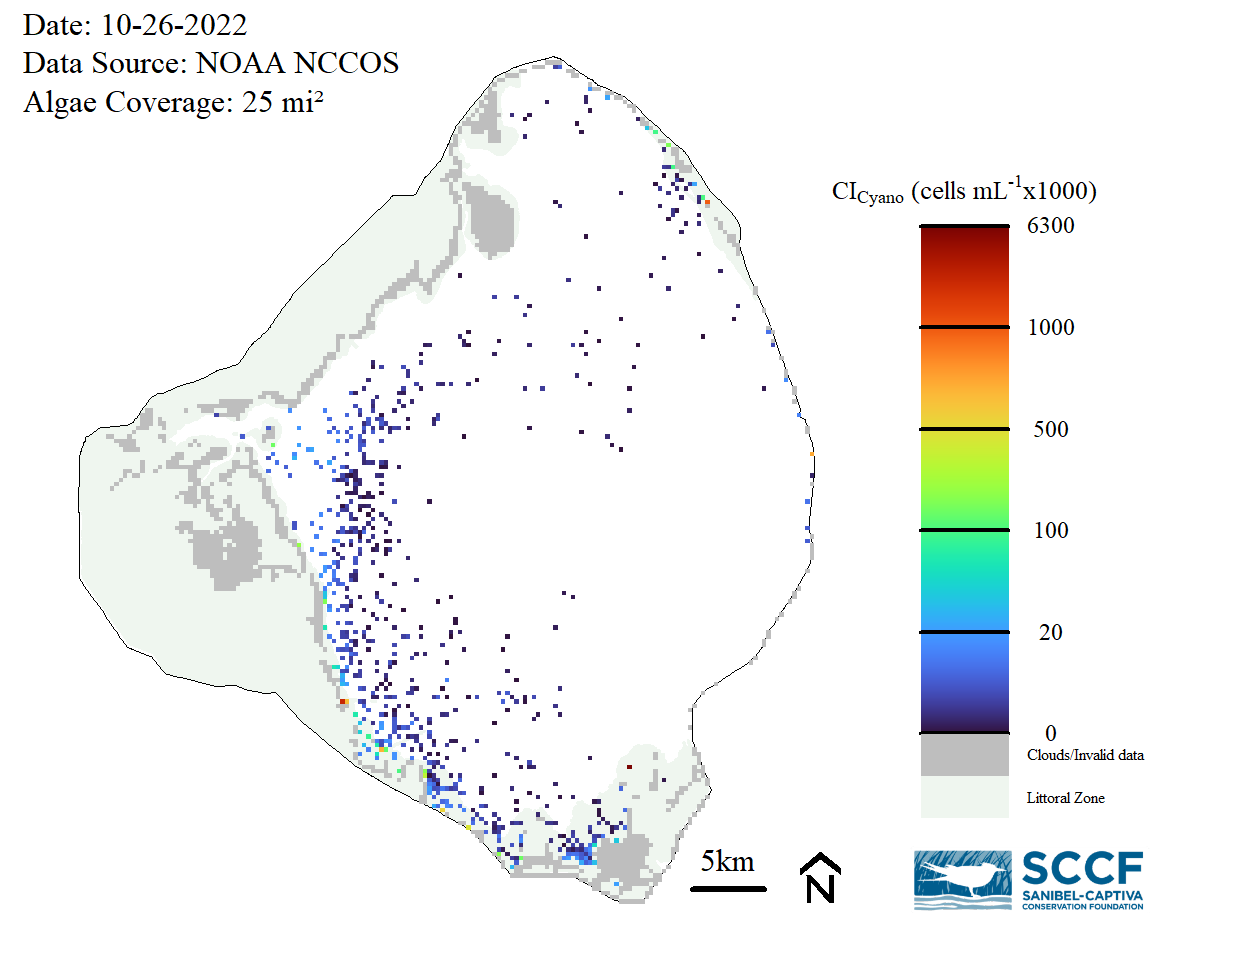 Date: 10-26-2022
Data Source: NOAA NCCOS
Algae Coverage: 25 mi²
CICyano (cells mL-1x1000)
6300
1000
500
100
20
0
Clouds/Invalid data
Littoral Zone
5km
N
SCCF
SANIBEL-CAPTIVA
CONSERVATION FOUNDATION